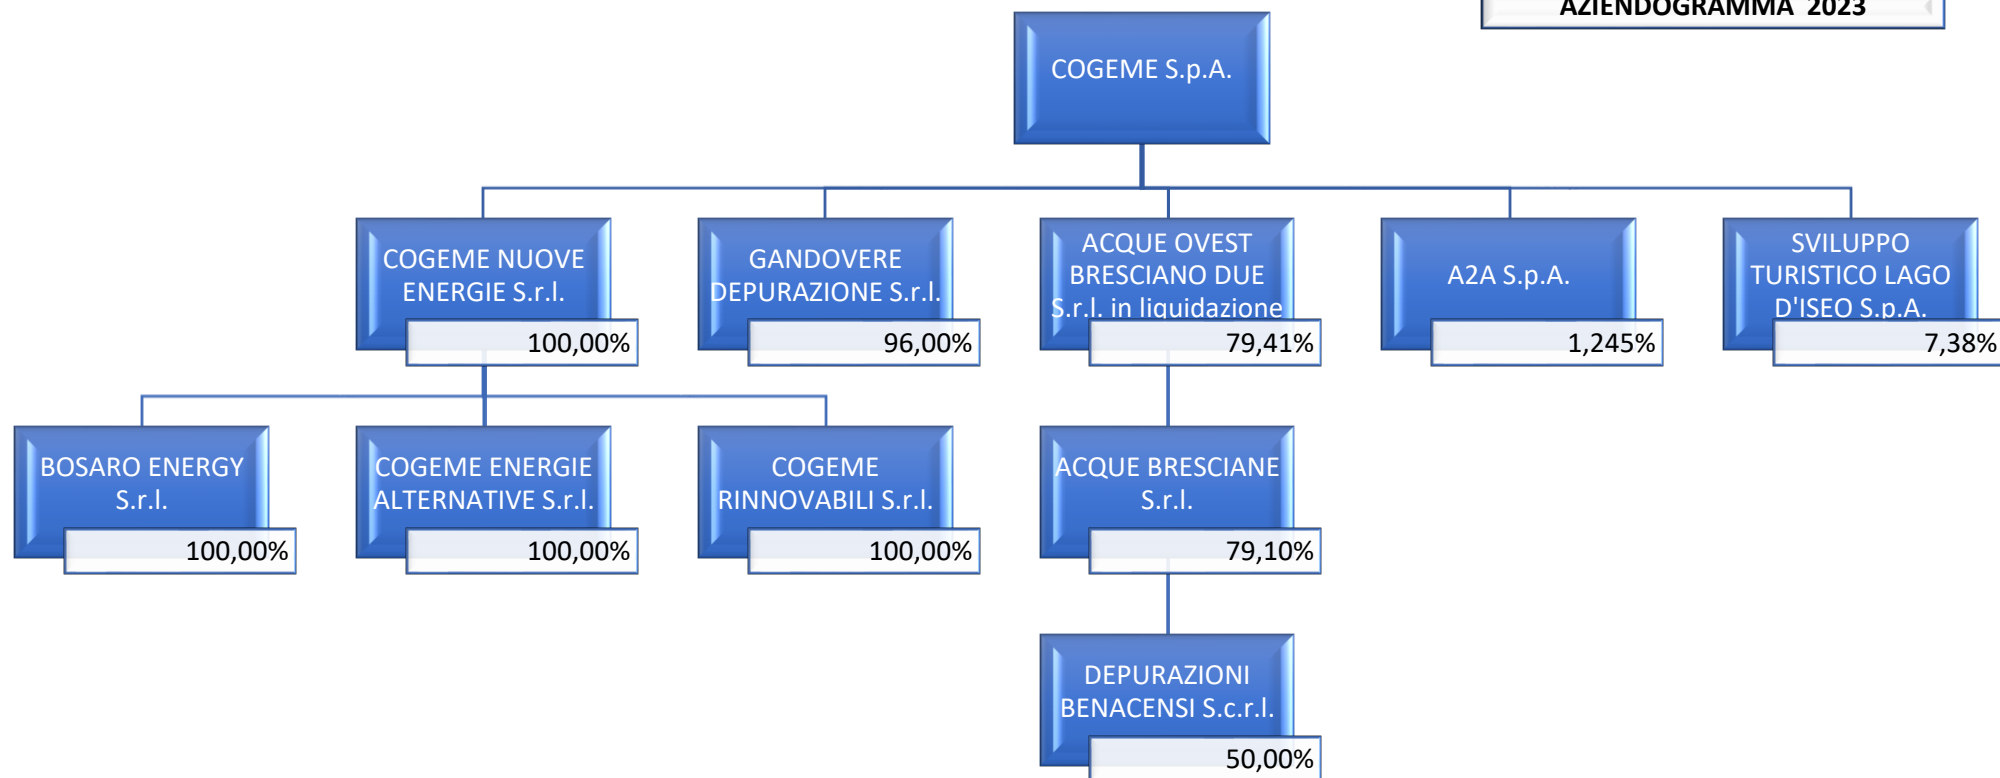 AZIENDOGRAMMA 2023
COGEME S.p.A.
COGEME NUOVE
ENERGIE S.r.l.
100,00%
GANDOVERE
DEPURAZIONE S.r.l.
96,00%
ACQUE OVEST
BRESCIANO DUE
S.r.l. in liquidazione
79,41%
A2A S.p.A.
1,245%
SVILUPPO
TURISTICO LAGO
D'ISEO S.p.A.
7,38%
BOSARO ENERGY
S.r.l.
100,00%
COGEME ENERGIE
ALTERNATIVE S.r.l.
100,00%
COGEME
RINNOVABILI S.r.l.
100,00%
ACQUE BRESCIANE
S.r.l.
79,10%
DEPURAZIONI
BENACENSI S.c.r.l.
50,00%